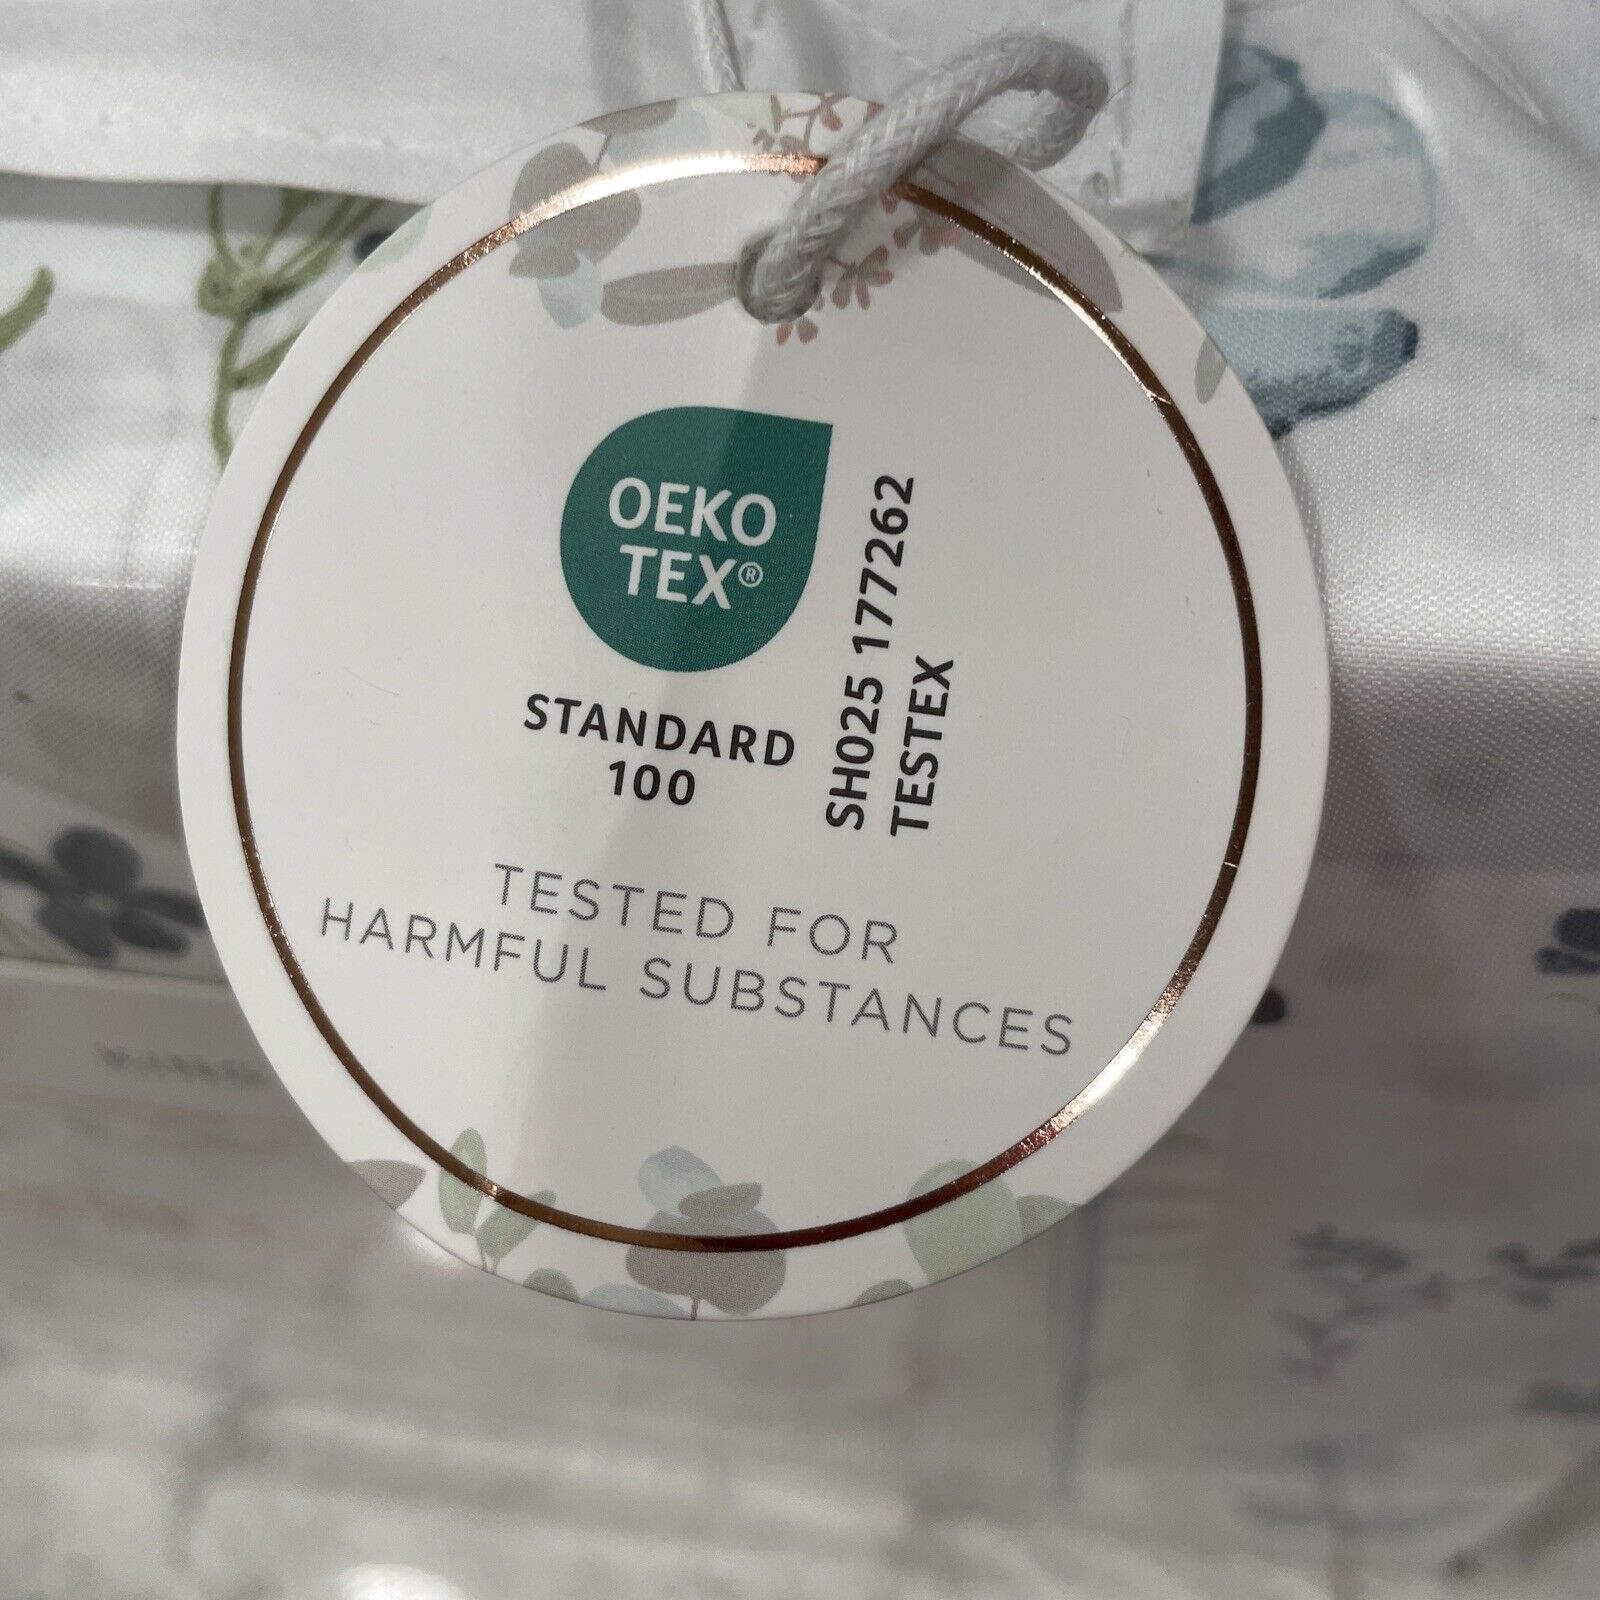 OEKO
TEX®
STANDARD
100
SH025 177262
TESTEX
TESTED FOR
HARMFUL SUBSTANCES